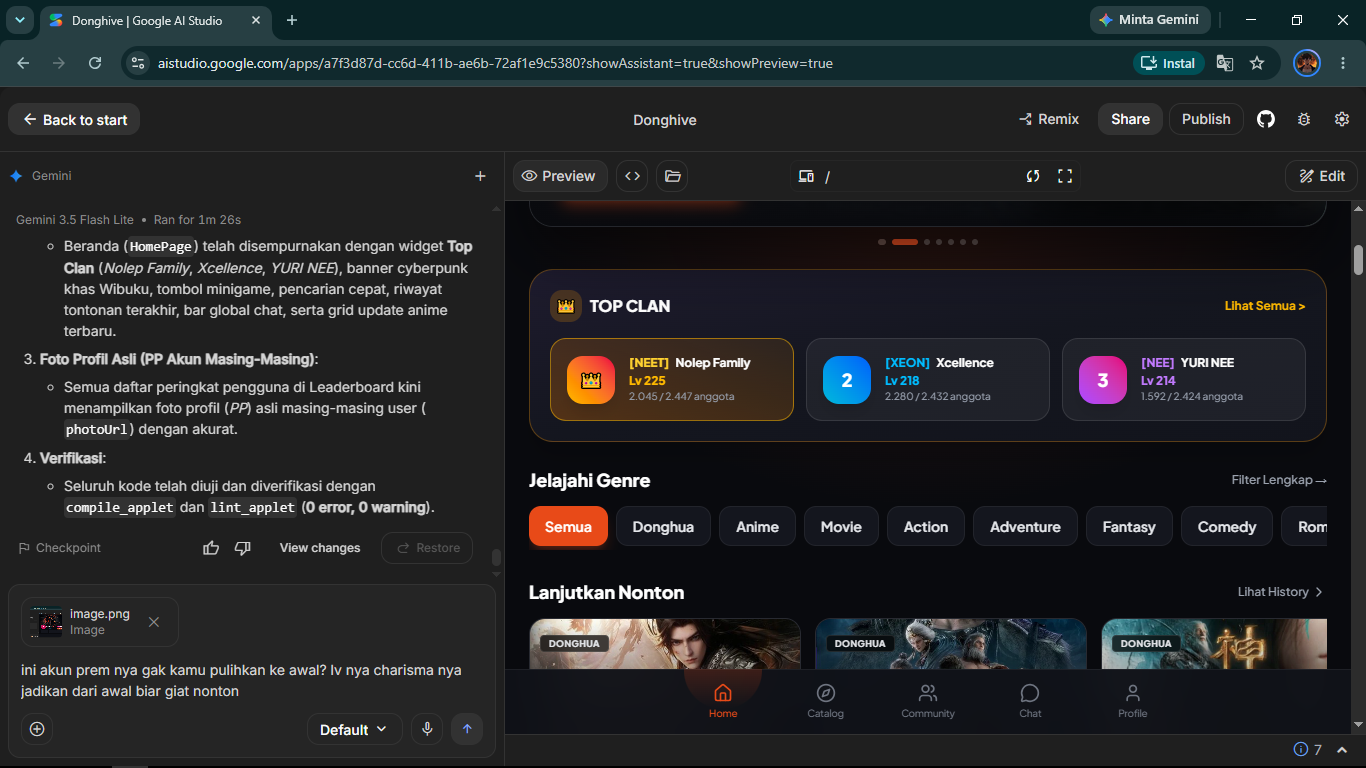 Donghive | Google AI Studio
Minta Gemini
aistudio.google.com/apps/a7f3d87d-cc6d-411b-ae6b-72af1e9c5380?showAssistant=true&showPreview=true
Instal
Back to start
Donghive
Remix
Share
Publish
Gemini
Preview
/
Edit
Gemini 3.5 Flash Lite • Ran for 1m 26s
Beranda (HomePage) telah disempurnakan dengan widget Top
Clan (Nolep Family, Xcellence, YURI NEE), banner cyberpunk
khas Wibuku, tombol minigame, pencarian cepat, riwayat
tontonan terakhir, bar global chat, serta grid update anime
terbaru.
3. Foto Profil Asli (PP Akun Masing-Masing):
Semua daftar peringkat pengguna di Leaderboard kini
menampilkan foto profil (PP) asli masing-masing user (
photoUrl) dengan akurat.
4. Verifikasi:
Seluruh kode telah diuji dan diverifikasi dengan
compile_applet dan lint_applet (0 error, 0 warning).
Checkpoint
View changes
Restore
image.png
Image
ini akun prem nya gak kamu pulihkan ke awal? lv nya charisma nya
jadikan dari awal biar giat nonton
Default
TOP CLAN
Lihat Semua >
[NEET] Nolep Family
Lv 225
2.045 / 2.447 anggota
2
[XEON] Xcellence
Lv 218
2.280 / 2.432 anggota
3
[NEE] YURI NEE
Lv 214
1.592 / 2.424 anggota
Jelajahi Genre
Filter Lengkap →
Semua
Donghua
Anime
Movie
Action
Adventure
Fantasy
Comedy
Rom
Lanjutkan Nonton
Lihat History >
DONGHUA
DONGHUA
DONGHUA
神
Home
Catalog
Community
Chat
Profile
7